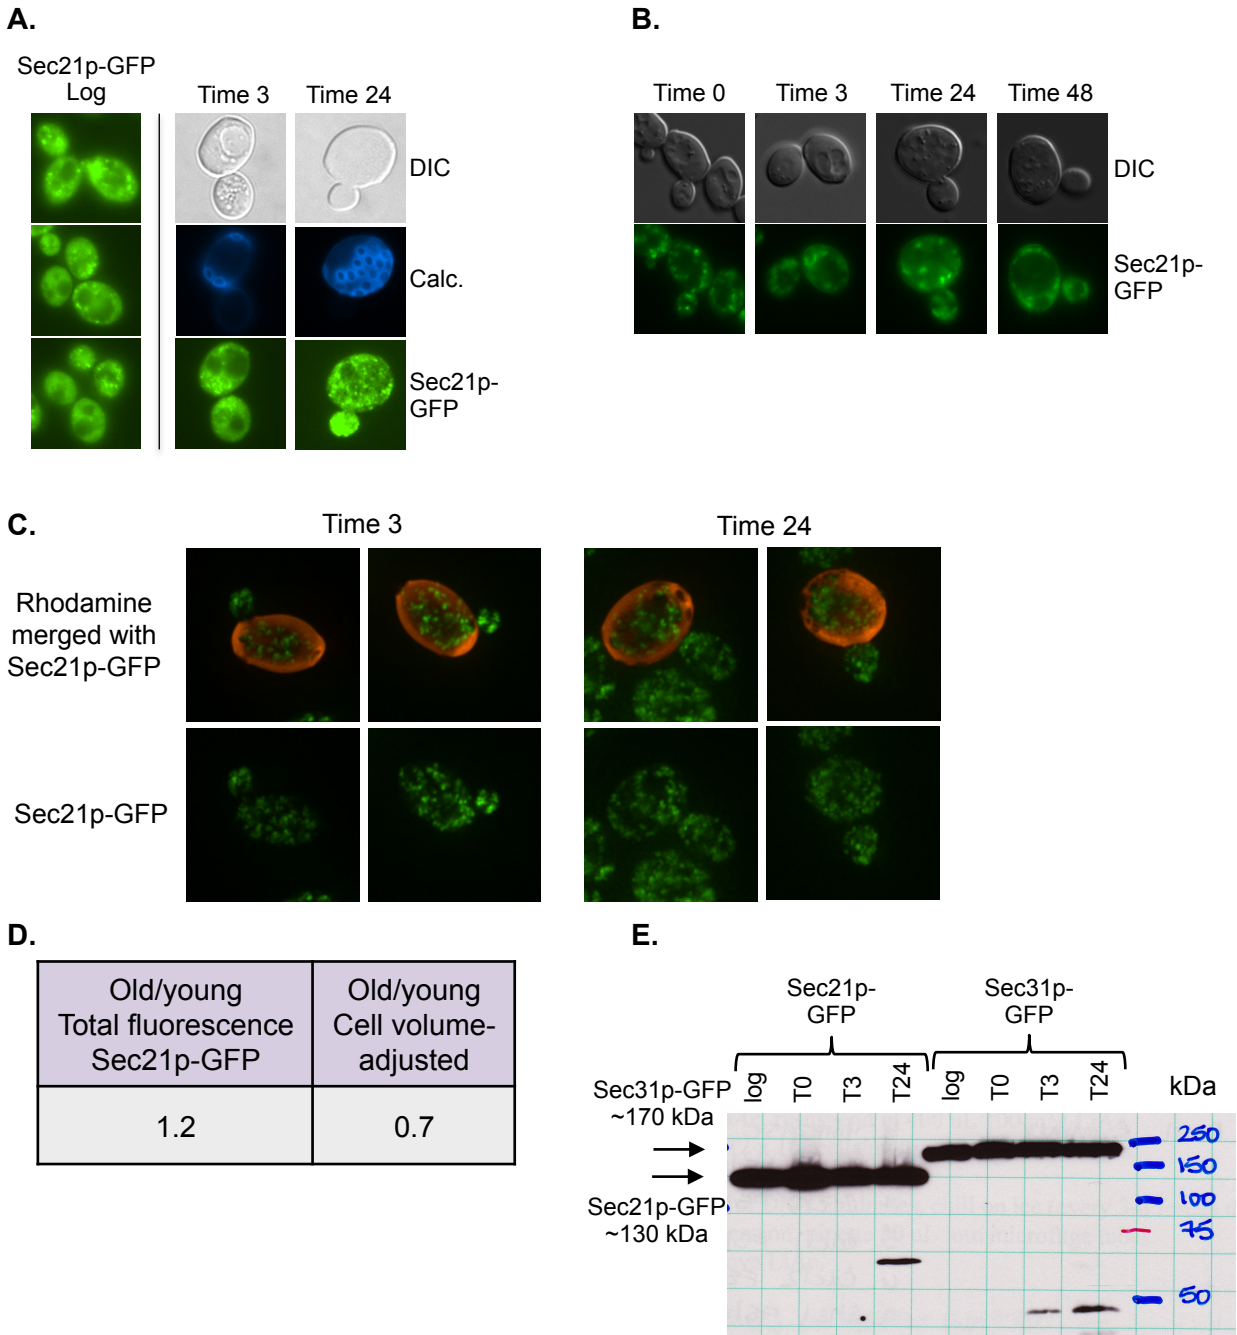 A.
Sec21p-GFP
Log
Time 3
Time 24
DIC
Calc.
Sec21p-
GFP
B.
Time 0
Time 3
Time 24
Time 48
DIC
Sec21p-
GFP
C.
Time 3
Time 24
Rhodamine
merged with
Sec21p-GFP
Sec21p-GFP
D.
Old/young
Total fluorescence
Sec21p-GFP
Old/young
Cell volume-
adjusted
1.2
0.7
E.
Sec21p-
GFP
Sec31p-
GFP
log
T0
T3
T24
log
T0
T3
T24
kDa
Sec31p-GFP
~170 kDa
Sec21p-GFP
~130 kDa
250
150
100
75
50